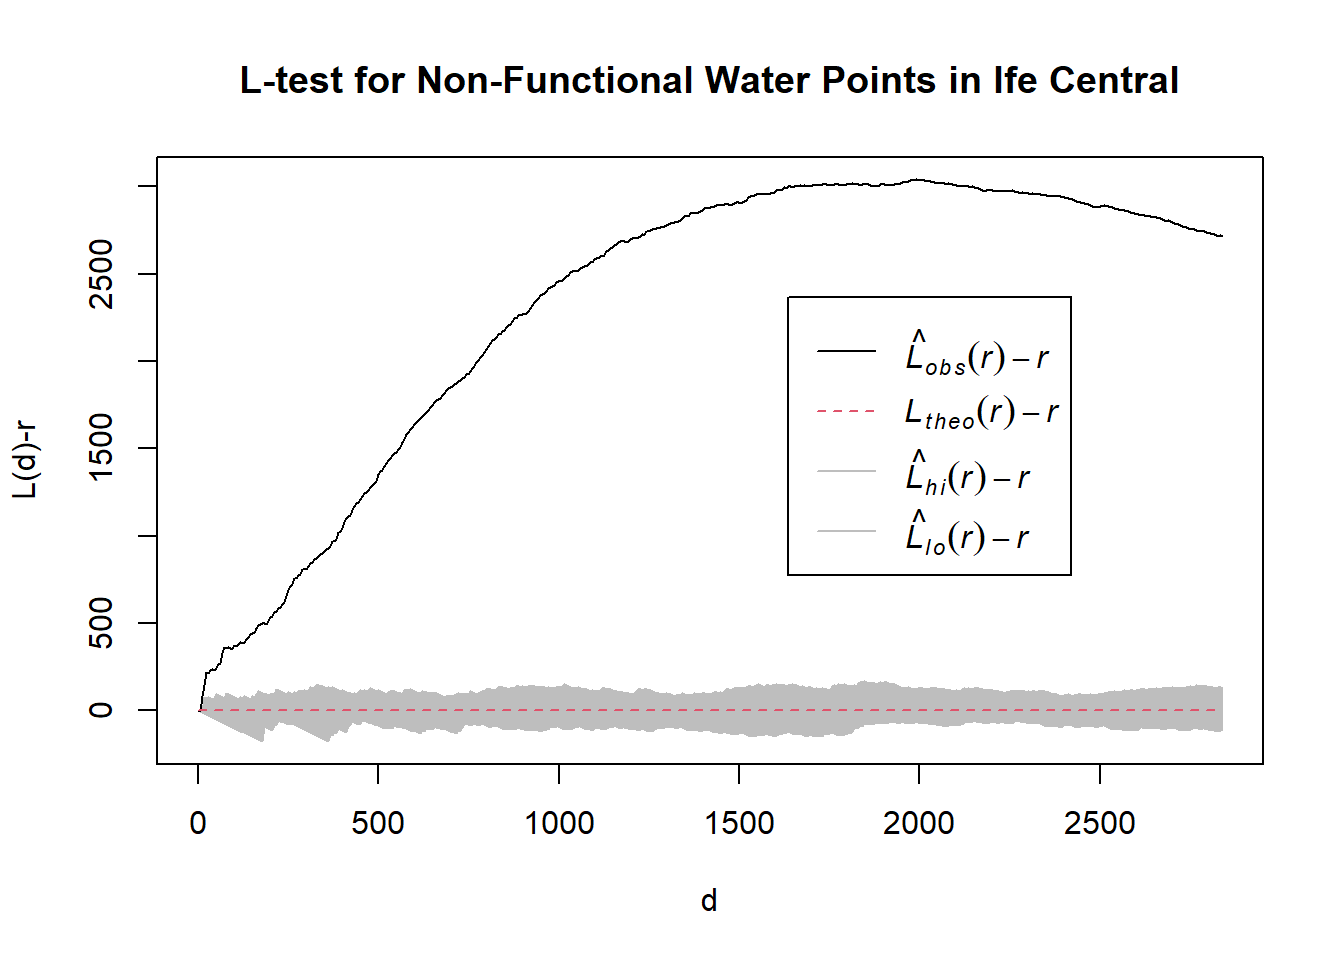 L-test for Non-Functional Water Points in Ife Central
L(d)-r
2500
1500
500
0
L̂obs(r) − r
Ltheo(r) − r
L̂hi(r) − r
L̂lo(r) − r
0 500 1000 1500 2000 2500
d